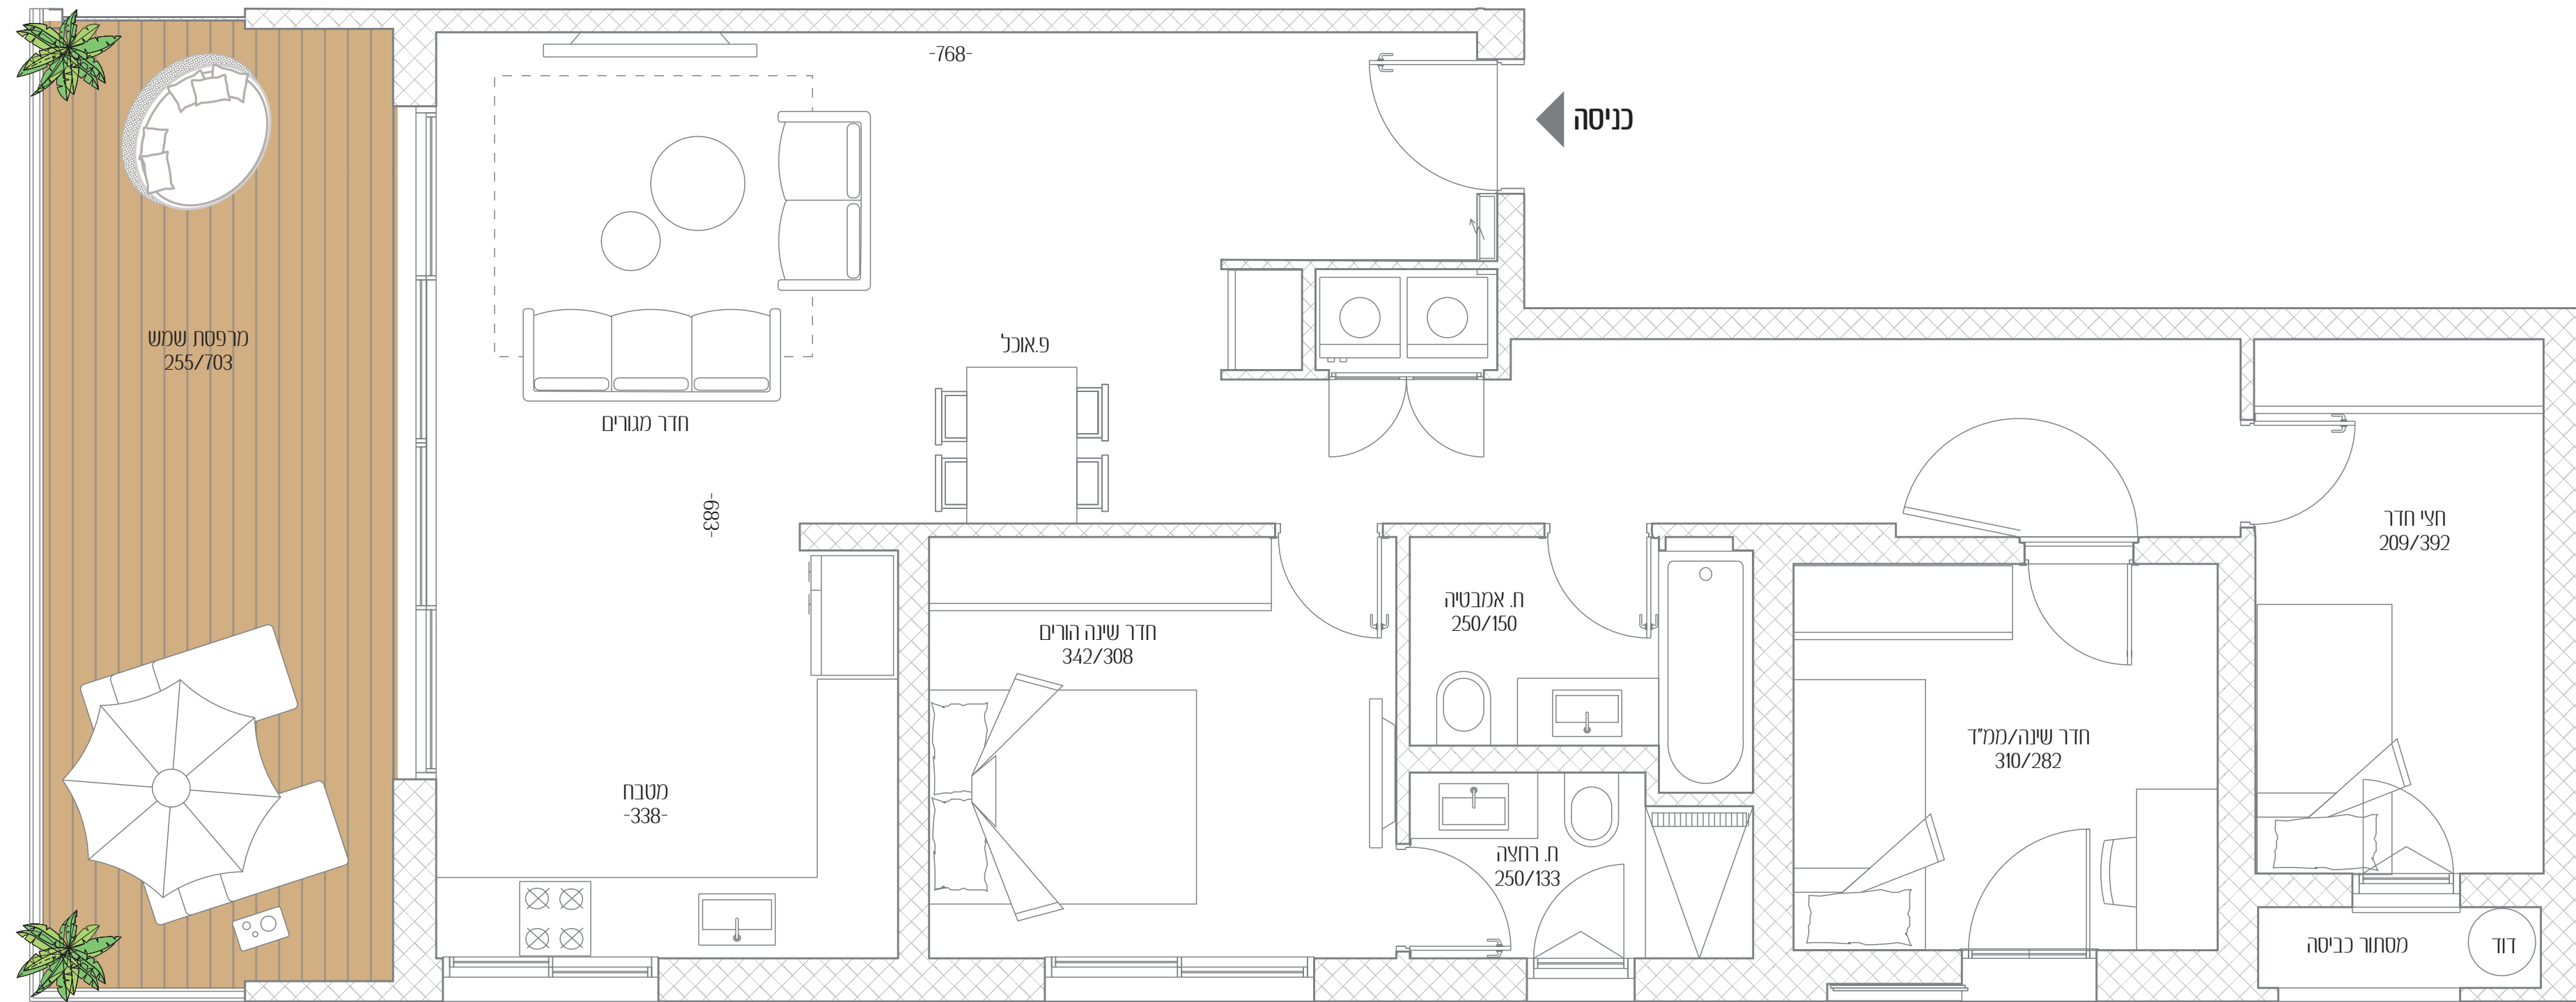 -768-
כניסה
מרפסת שמש
255/703
פ.אוכל
חדר מגורים
-683-
חצי חדר
209/392
ח. אמבטיה
250/150
חדר שינה הורים
342/308
חדר שינה/ממ"ד
310/282
מטבח
-338-
ח. רחצה
250/133
מסתור כביסה
דוד